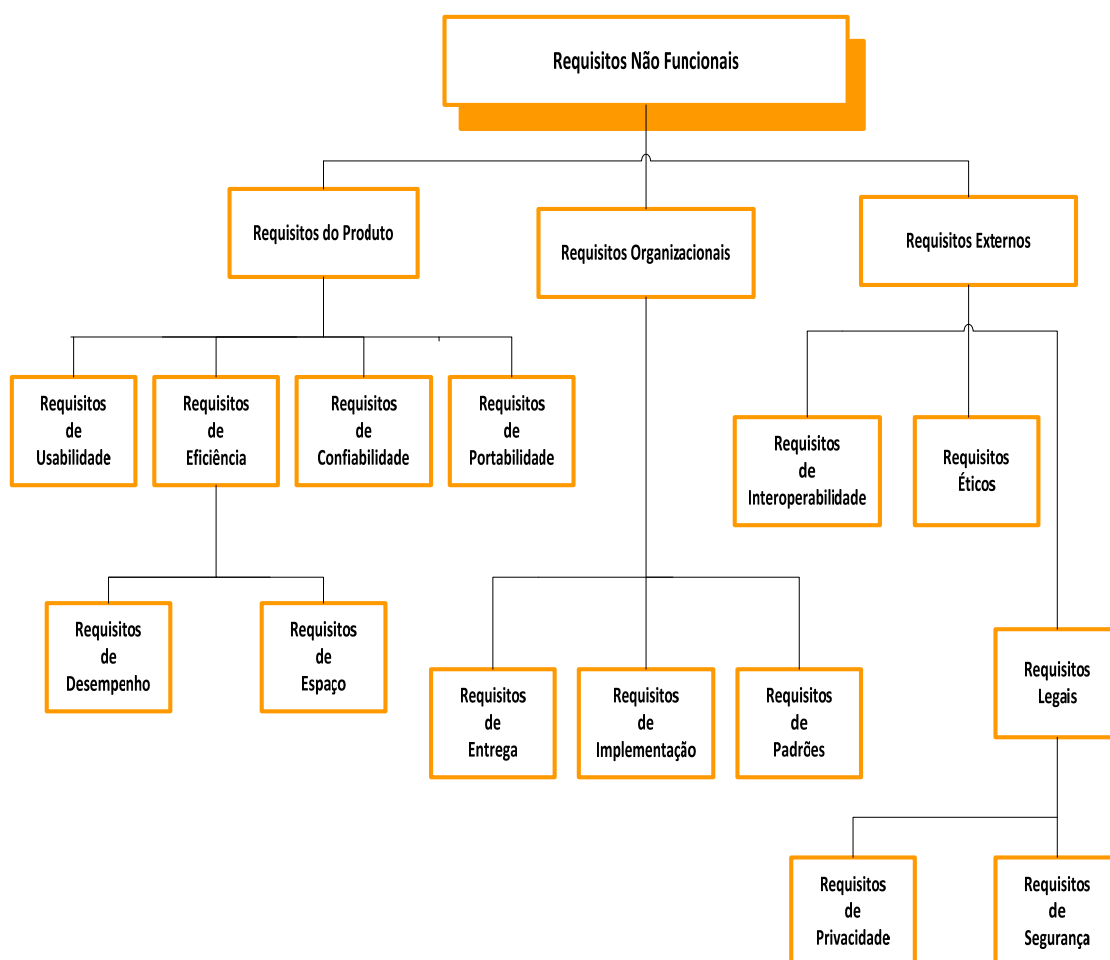 Requisitos Não Funcionais
Requisitos do Produto
Requisitos Organizacionais
Requisitos Externos
Requisitos
de
Usabilidade
Requisitos
de
Eficiência
Requisitos
de
Confiabilidade
Requisitos
de
Portabilidade
Requisitos
de
Interoperabilidade
Requisitos
Éticos
Requisitos
de
Desempenho
Requisitos
de
Espaço
Requisitos
de
Entrega
Requisitos
de
Implementação
Requisitos
de
Padrões
Requisitos
Legais
Requisitos
de
Privacidade
Requisitos
de
Segurança